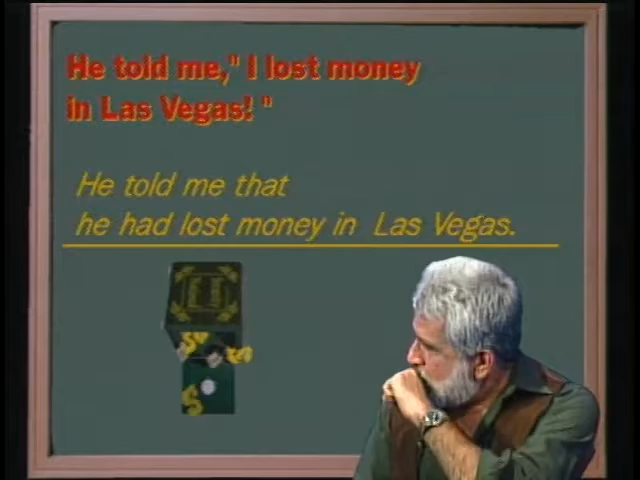 He told me," I lost money
in Las Vegas! "
He told me that
he had lost money in Las Vegas.